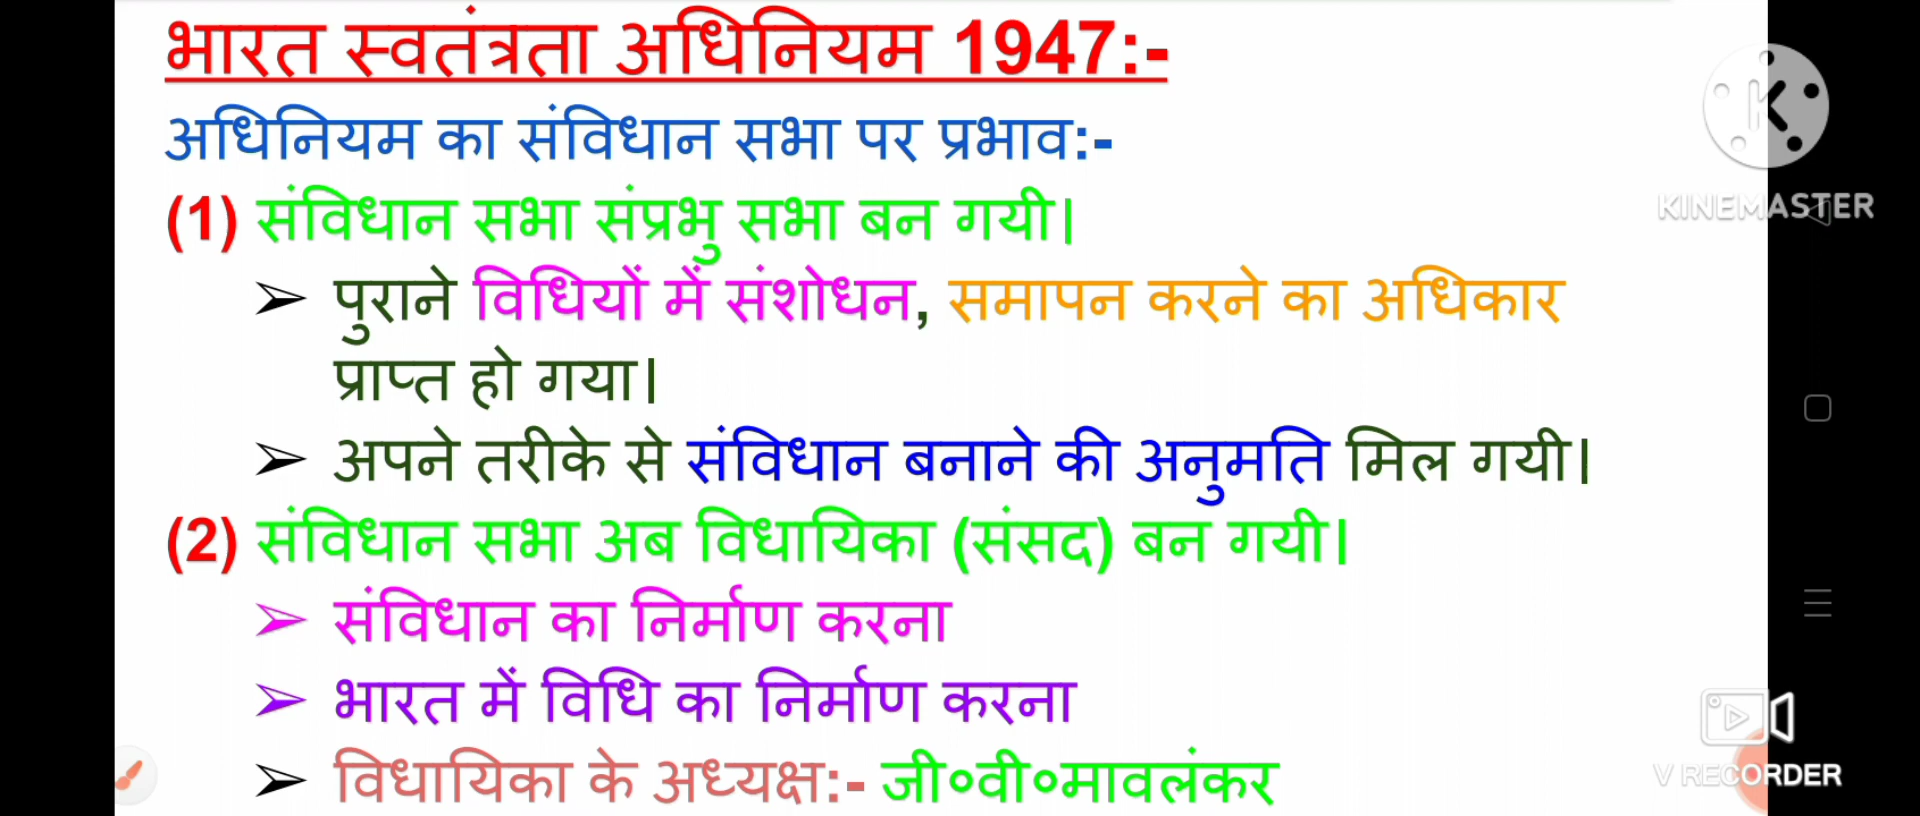 भारत स्वतंत्रता अधिनियम 1947:-
अधिनियम का संविधान सभा पर प्रभाव:-
(1) संविधान सभा संप्रभु सभा बन गयी।
➢ पुराने विधियों में संशोधन, समापन करने का अधिकार
प्राप्त हो गया।
➢ अपने तरीके से संविधान बनाने की अनुमति मिल गयी।
(2) संविधान सभा अब विधायिका (संसद) बन गयी।
➢ संविधान का निर्माण करना
➢ भारत में विधि का निर्माण करना
➢ विधायिका के अध्यक्ष:- जी०वी०मावलंकर
K
KINEMASTER
V RECORDER